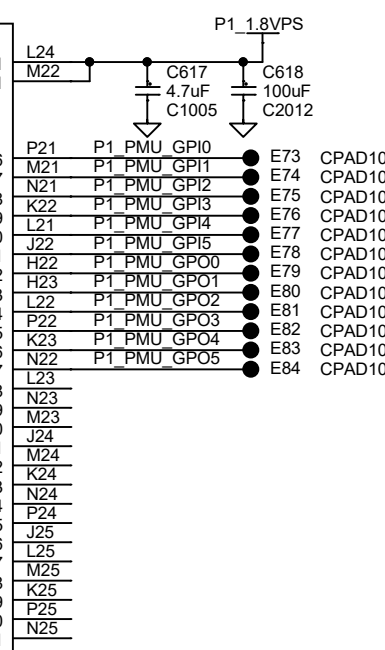 P1_1.8VPS
L24
M22
C617
4.7uF
C1005
C618
100uF
C2012
P21 P1_PMU_GPI0 E73 CPAD10
M21 P1_PMU_GPI1 E74 CPAD10
N21 P1_PMU_GPI2 E75 CPAD10
K22 P1_PMU_GPI3 E76 CPAD10
L21 P1_PMU_GPI4 E77 CPAD10
J22 P1_PMU_GPI5 E78 CPAD10
H22 P1_PMU_GPO0 E79 CPAD10
H23 P1_PMU_GPO1 E80 CPAD10
L22 P1_PMU_GPO2 E81 CPAD10
P22 P1_PMU_GPO3 E82 CPAD10
K23 P1_PMU_GPO4 E83 CPAD10
N22 P1_PMU_GPO5 E84 CPAD10
L23
N23
M23
J24
M24
K24
N24
P24
J25
L25
M25
K25
P25
N25